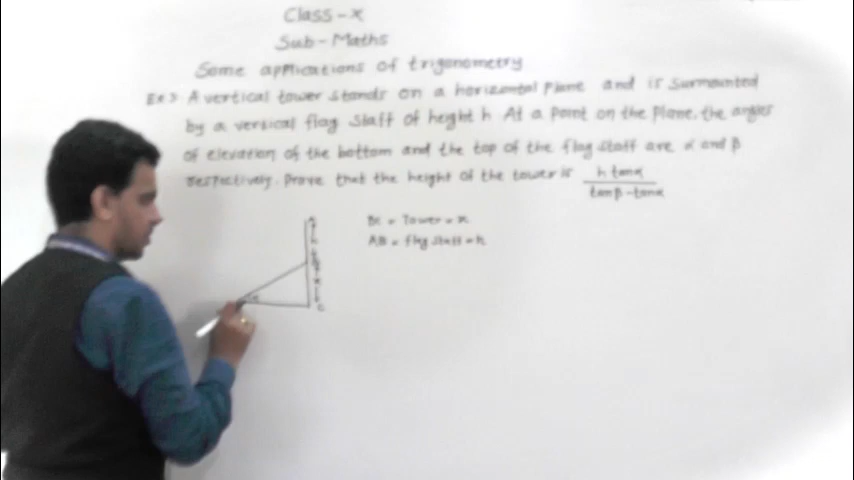 Class - X
Sub - Maths
Some applications of trigonometry
Ex → A vertical tower stands on a horizontal plane and is surmounted
by a vertical flag staff of height h At a point on the plane, the angles
of elevation of the bottom and the top of the flag staff are α and β
respectively. Prove that the height of the tower is h tanα / tanβ - tanα
BC = Tower = x
AB = flag staff = h
A
h
B
x
C
α